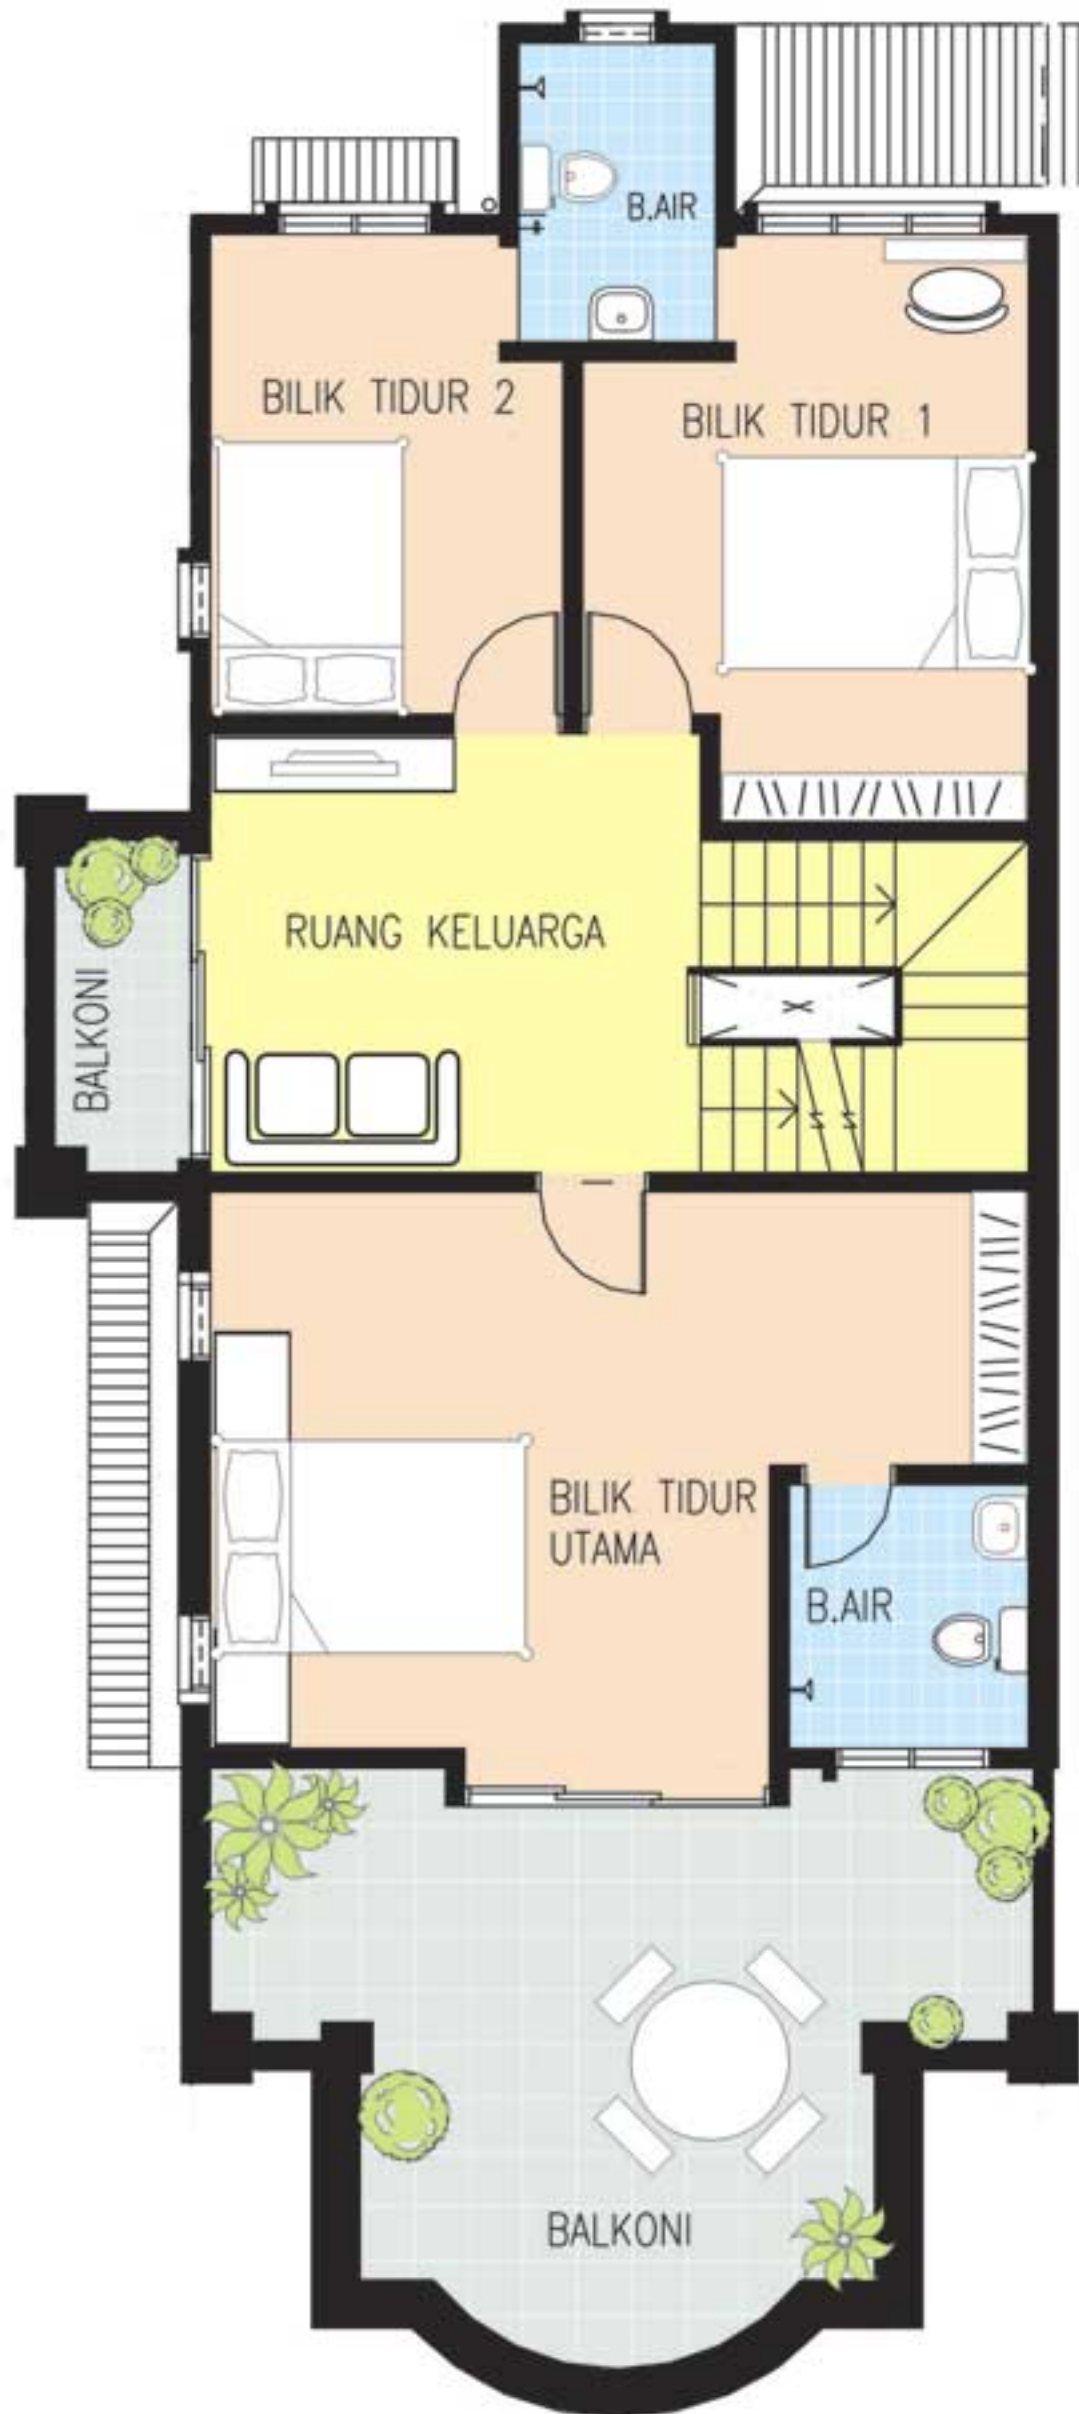 B.AIR
BILIK TIDUR 2
BILIK TIDUR 1
RUANG KELUARGA
BALKONI
BILIK TIDUR
UTAMA
B.AIR
BALKONI